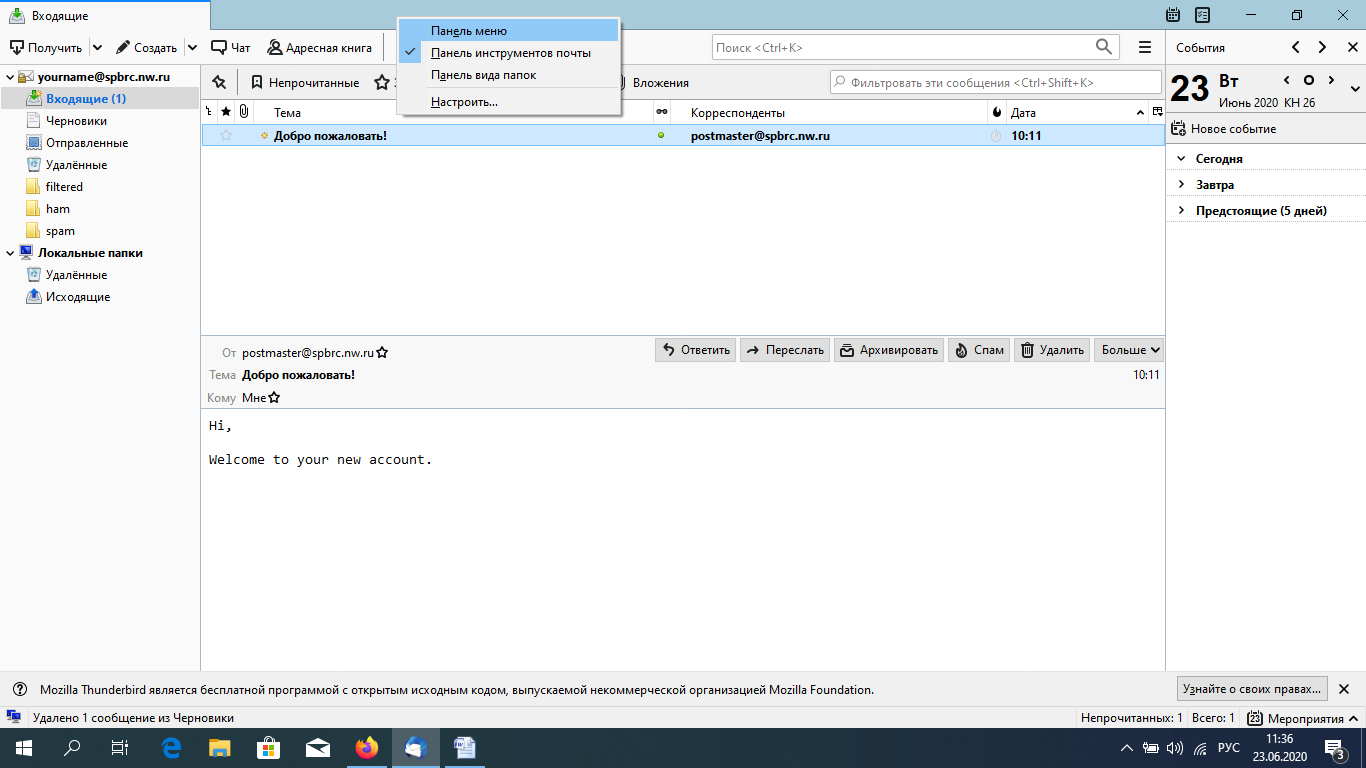 Входящие
Получить
Создать
Чат
Адресная книга
Панель меню
Панель инструментов почты
Панель вида папок
Настроить...
Поиск <Ctrl+K>
События
yourname@spbrc.nw.ru
Входящие (1)
Черновики
Отправленные
Удалённые
filtered
ham
spam
Локальные папки
Удалённые
Исходящие
Непрочитанные
Вложения
Фильтровать эти сообщения <Ctrl+Shift+K>
Тема
Корреспонденты
Дата
Добро пожаловать!
postmaster@spbrc.nw.ru
10:11
23
Вт
Июнь 2020 КН 26
Новое событие
Сегодня
Завтра
Предстоящие (5 дней)
От postmaster@spbrc.nw.ru
Ответить
Переслать
Архивировать
Спам
Удалить
Больше
Тема Добро пожаловать!
10:11
Кому Мне
Hi,
Welcome to your new account.
Mozilla Thunderbird является бесплатной программой с открытым исходным кодом, выпускаемой некоммерческой организацией Mozilla Foundation.
Узнайте о своих правах...
Удалено 1 сообщение из Черновики
Непрочитанных: 1
Всего: 1
23
Мероприятия
РУС
11:36
23.06.2020
3